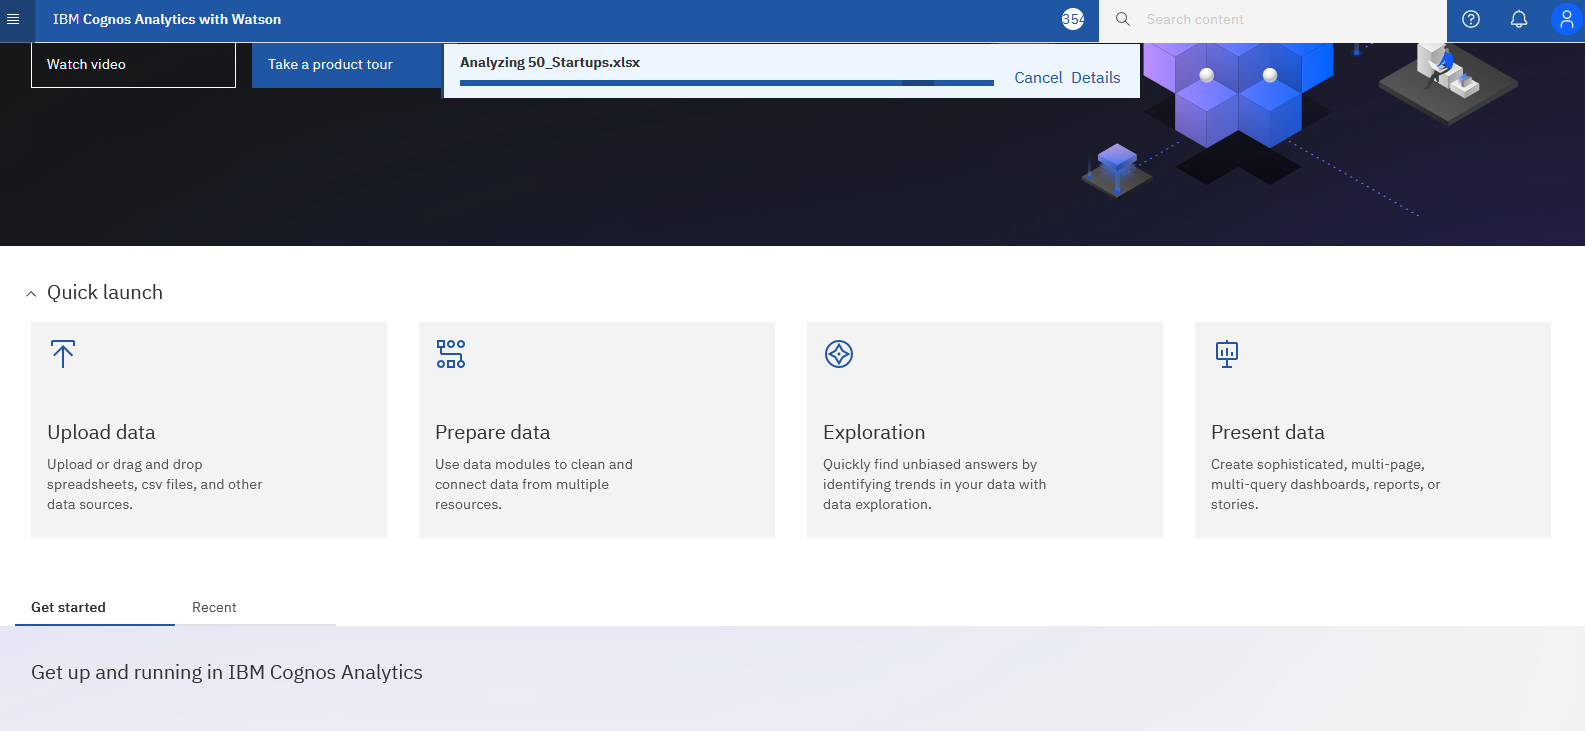 IBM Cognos Analytics with Watson
354
Search content
Watch video
Take a product tour
Analyzing 50_Startups.xlsx
Cancel Details
Quick launch
Upload data
Upload or drag and drop
spreadsheets, csv files, and other
data sources.
Prepare data
Use data modules to clean and
connect data from multiple
resources.
Exploration
Quickly find unbiased answers by
identifying trends in your data with
data exploration.
Present data
Create sophisticated, multi-page,
multi-query dashboards, reports, or
stories.
Get started
Recent
Get up and running in IBM Cognos Analytics